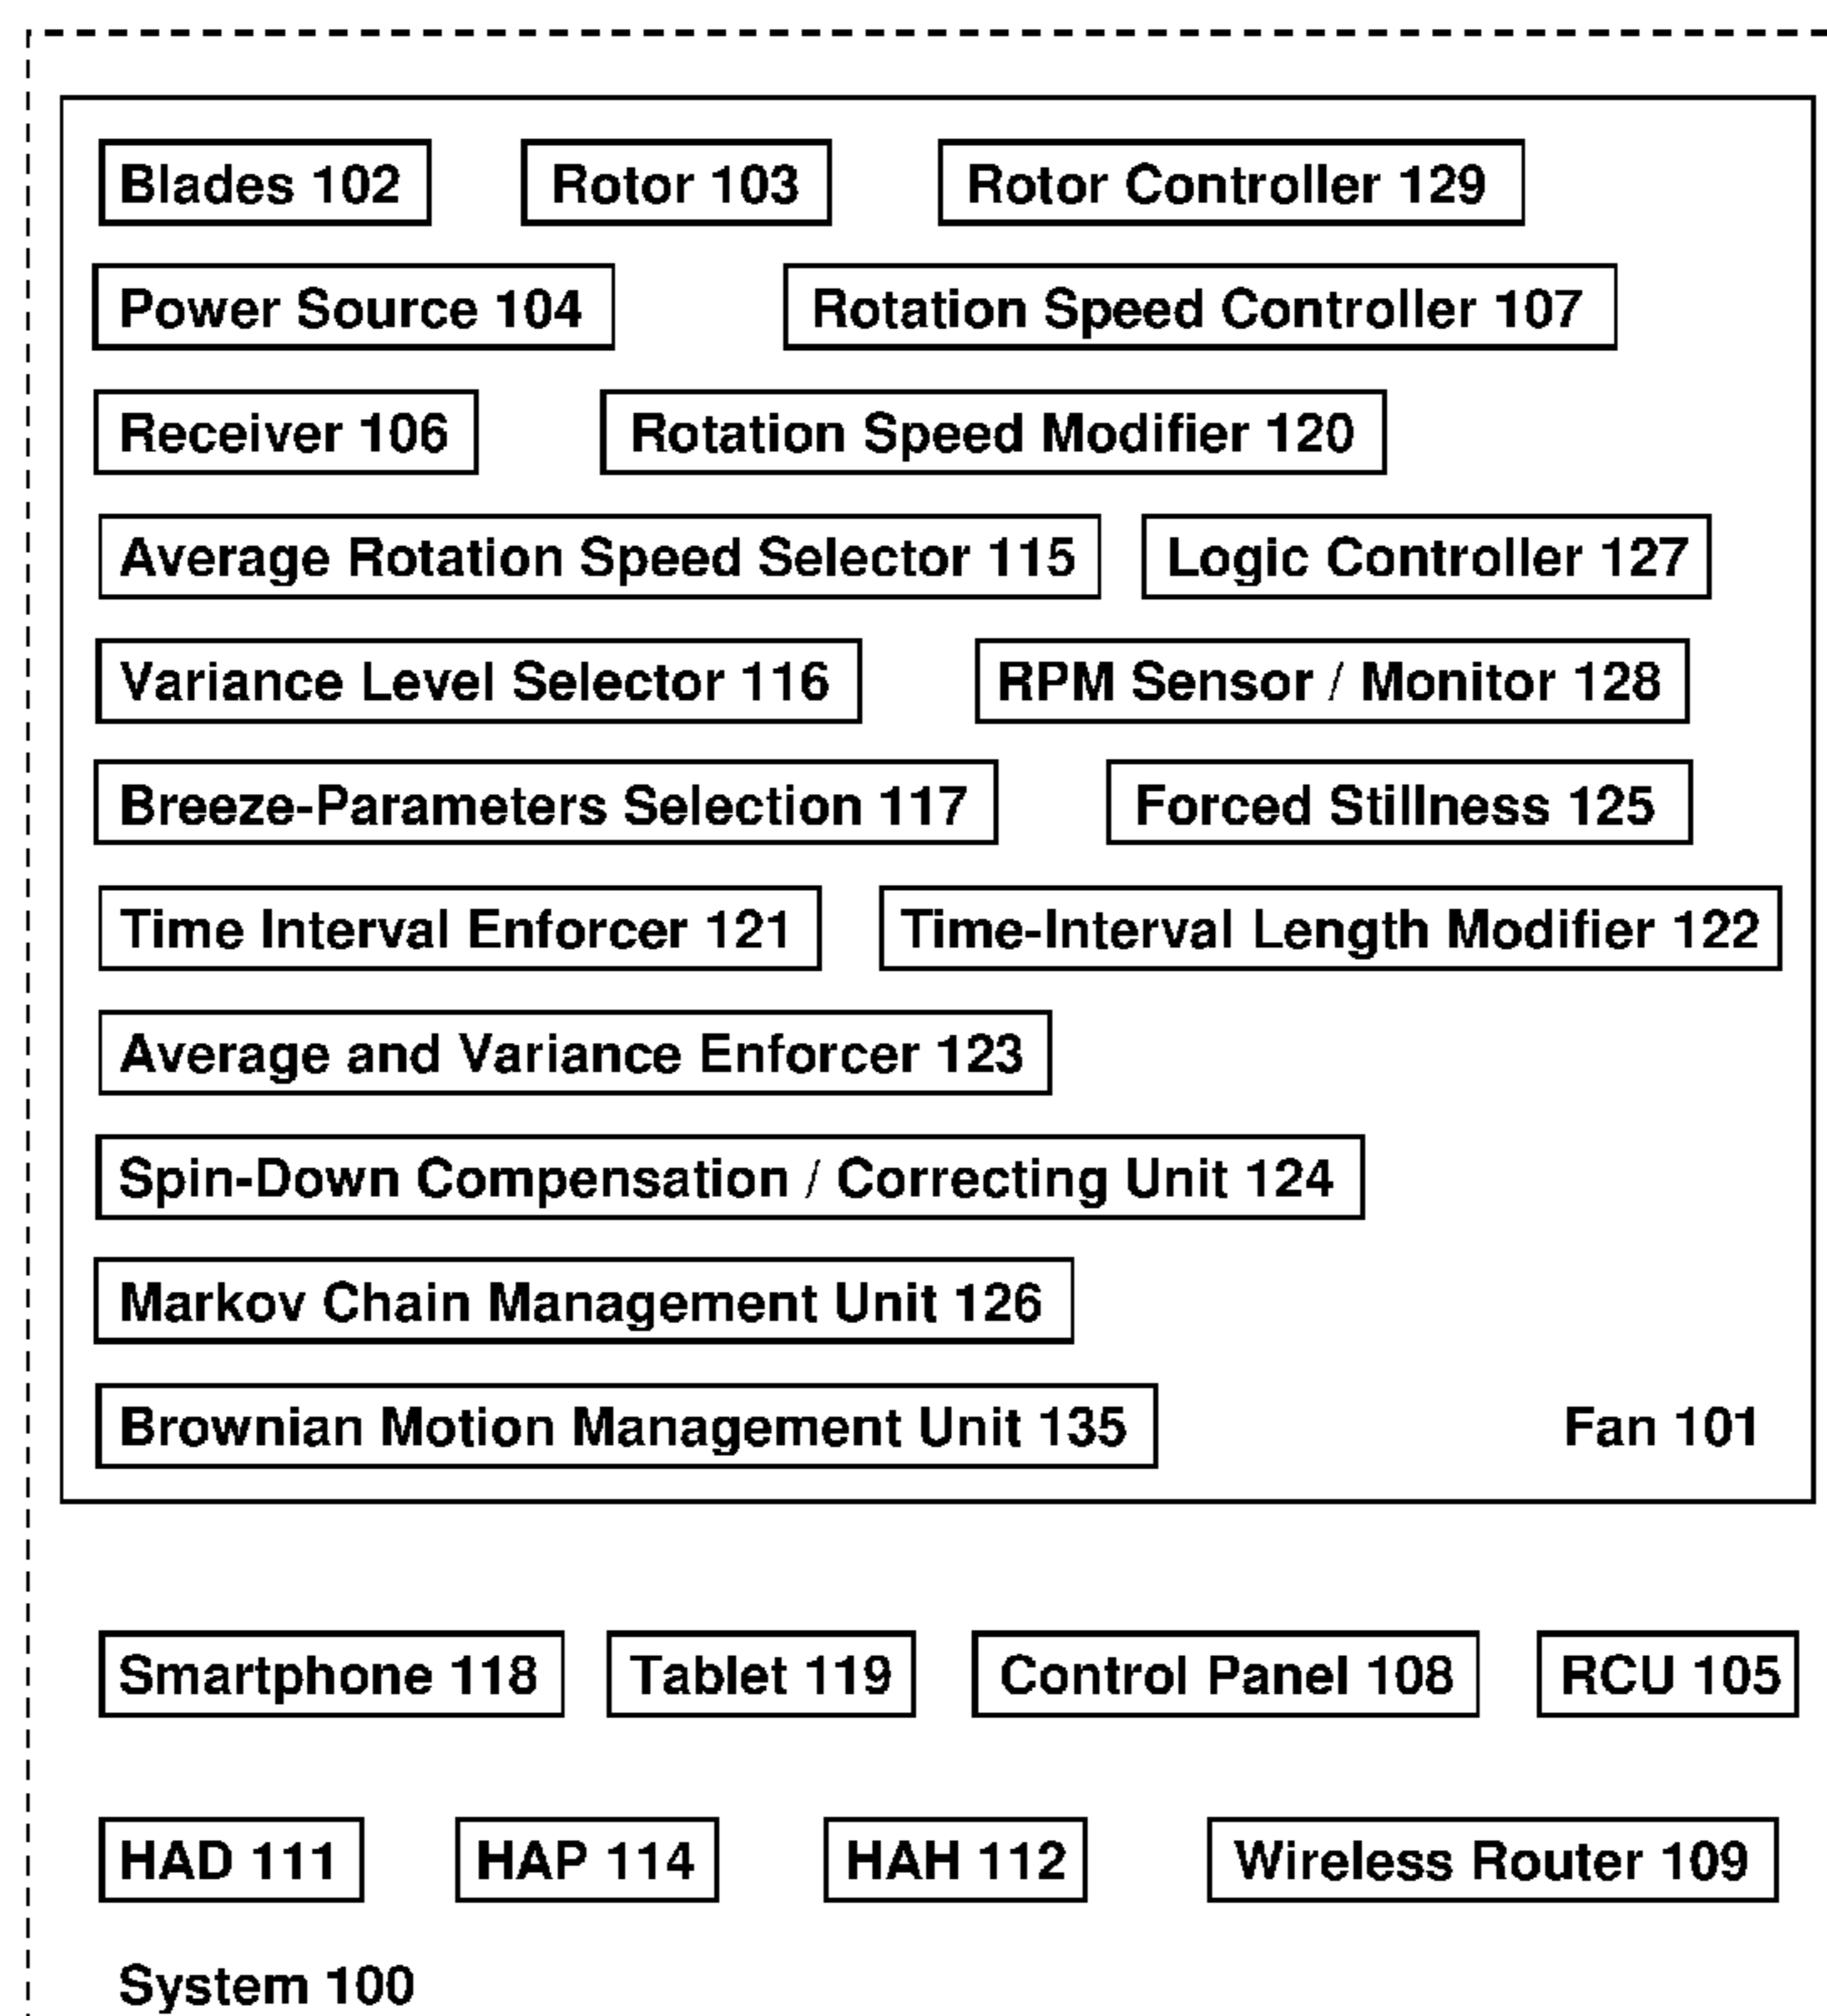 Blades 102 Rotor 103 Rotor Controller 129
Power Source 104 Rotation Speed Controller 107
Receiver 106 Rotation Speed Modifier 120
Average Rotation Speed Selector 115 Logic Controller 127
Variance Level Selector 116 RPM Sensor / Monitor 128
Breeze-Parameters Selection 117 Forced Stillness 125
Time Interval Enforcer 121 Time-Interval Length Modifier 122
Average and Variance Enforcer 123
Spin-Down Compensation / Correcting Unit 124
Markov Chain Management Unit 126
Brownian Motion Management Unit 135 Fan 101
Smartphone 118 Tablet 119 Control Panel 108 RCU 105
HAD 111 HAP 114 HAH 112 Wireless Router 109
System 100